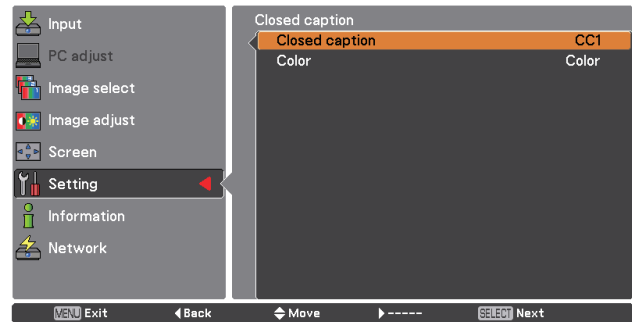 Input
PC adjust
Image select
Image adjust
Screen
Setting
Information
Network
Closed caption
Closed caption CC1
Color Color
MENU Exit Back Move ----- SELECT Next